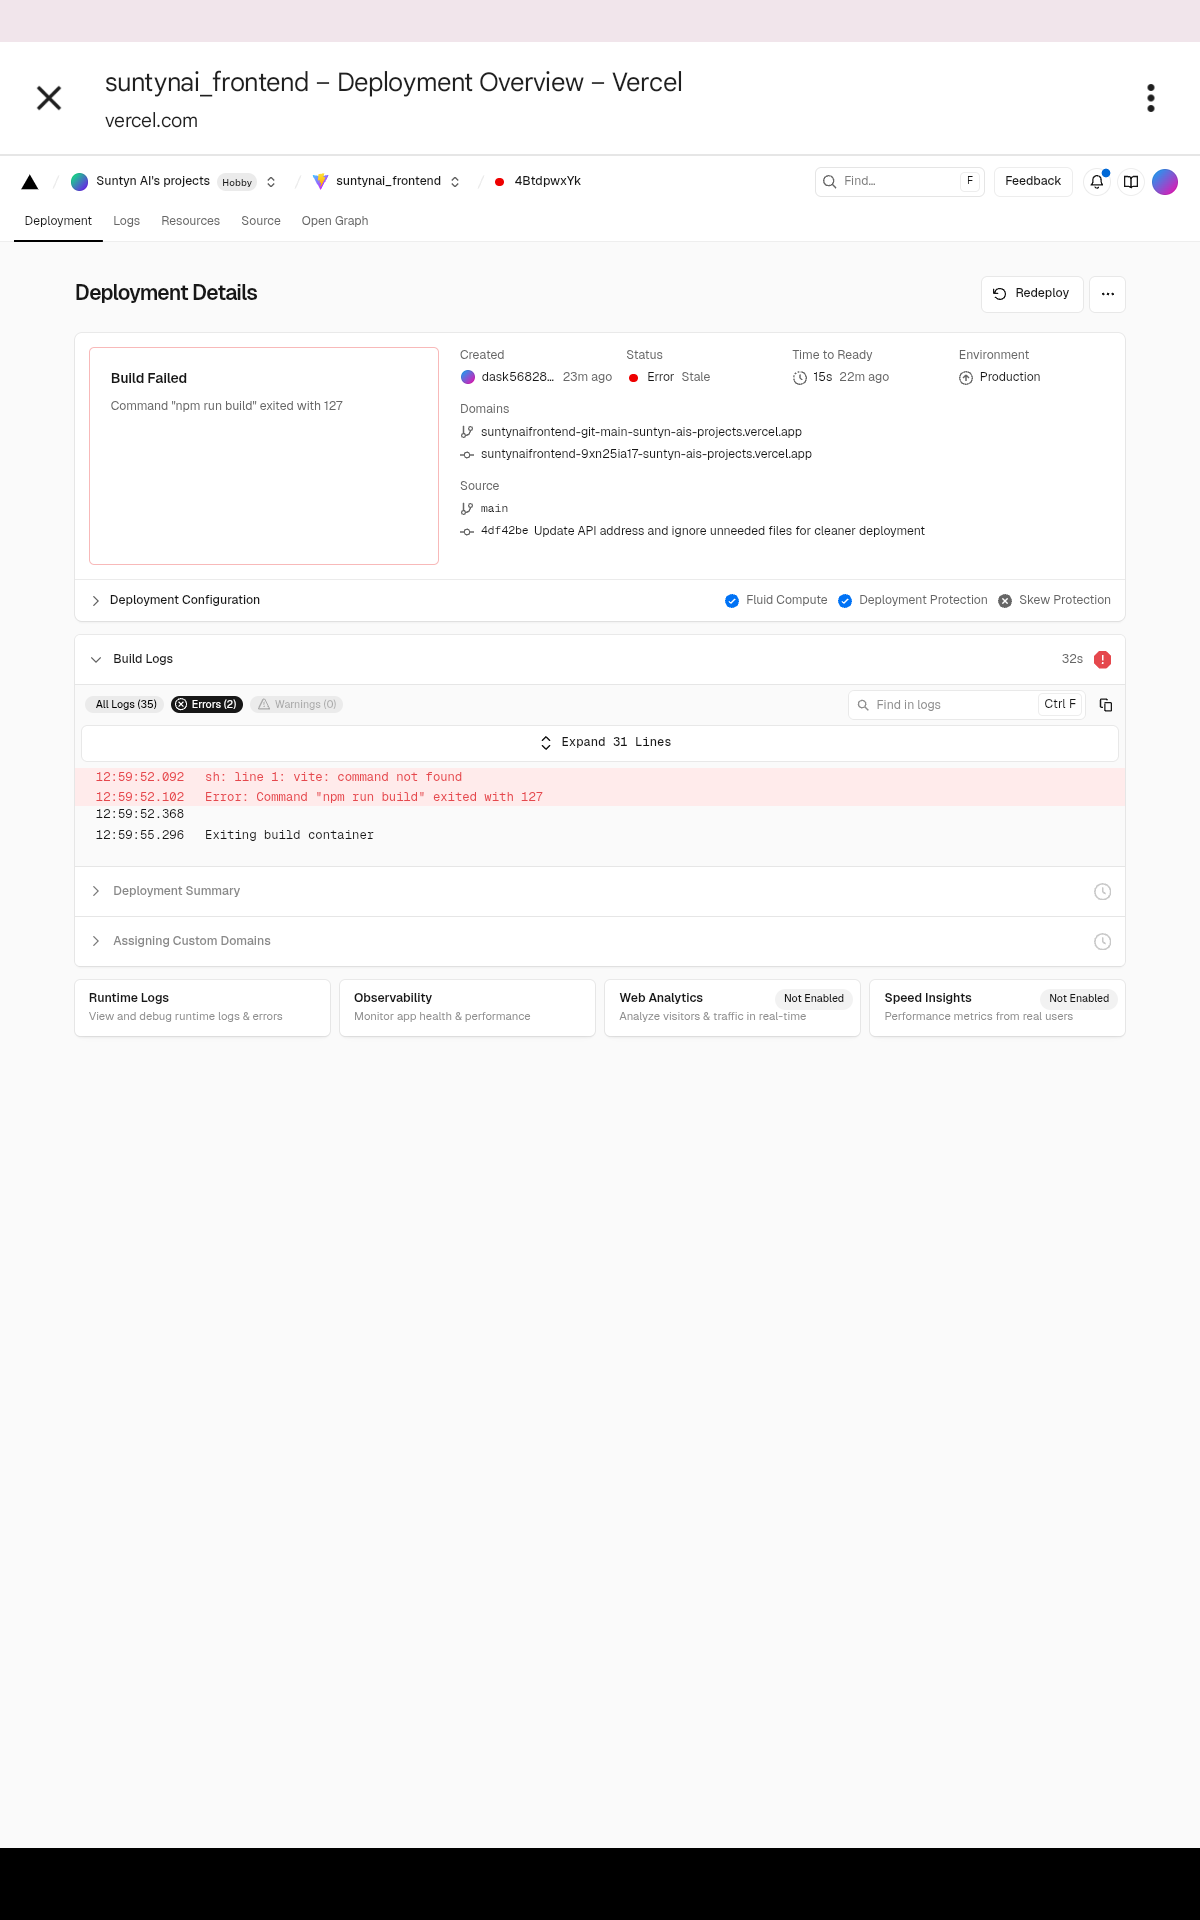 suntynai_frontend – Deployment Overview – Vercel
vercel.com
Suntyn AI's projects Hobby suntynai_frontend 4BtdpwxYk Find... F Feedback
Deployment Logs Resources Source Open Graph
Deployment Details Redeploy
Build Failed
Command "npm run build" exited with 127
Created Status Time to Ready Environment
dask56828... 23m ago Error Stale 15s 22m ago Production
Domains
suntynaifrontend-git-main-suntyn-ais-projects.vercel.app
suntynaifrontend-9xn25ia17-suntyn-ais-projects.vercel.app
Source
main
4df42be Update API address and ignore unneeded files for cleaner deployment
Deployment Configuration Fluid Compute Deployment Protection Skew Protection
Build Logs 32s
All Logs (35) Errors (2) Warnings (0) Find in logs Ctrl F
Expand 31 Lines
12:59:52.092 sh: line 1: vite: command not found
12:59:52.102 Error: Command "npm run build" exited with 127
12:59:52.368
12:59:55.296 Exiting build container
Deployment Summary
Assigning Custom Domains
Runtime Logs
View and debug runtime logs & errors
Observability
Monitor app health & performance
Web Analytics Not Enabled
Analyze visitors & traffic in real-time
Speed Insights Not Enabled
Performance metrics from real users